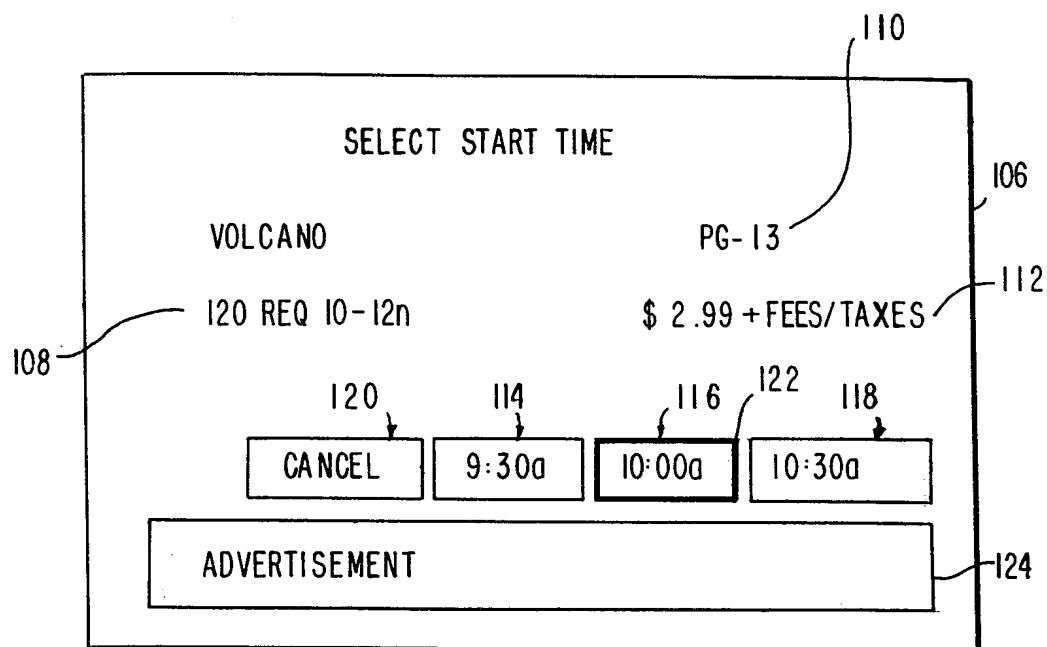 110
SELECT START TIME
106
VOLCANO PG-13
112
120 REQ 10-12n $ 2.99 + FEES/TAXES
108
120 114 116 122 118
CANCEL 9:30a 10:00a 10:30a
ADVERTISEMENT
124